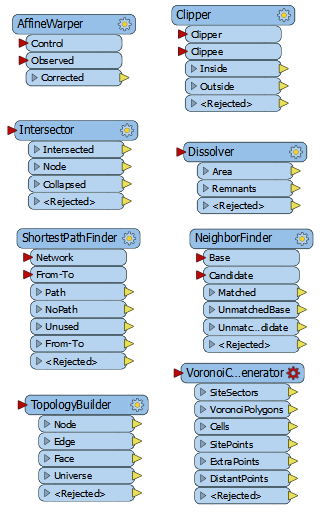 AffineWarper
Control
Observed
Corrected
Clipper
Clipper
Clippee
Inside
Outside
<Rejected>
Intersector
Intersected
Node
Collapsed
<Rejected>
Dissolver
Area
Remnants
<Rejected>
ShortestPathFinder
Network
From-To
Path
NoPath
Unused
From-To
<Rejected>
NeighborFinder
Base
Candidate
Matched
UnmatchedBase
Unmatc...didate
<Rejected>
TopologyBuilder
Node
Edge
Face
Universe
<Rejected>
VoronoiC...enerator
SiteSectors
VoronoiPolygons
Cells
SitePoints
ExtraPoints
DistantPoints
<Rejected>